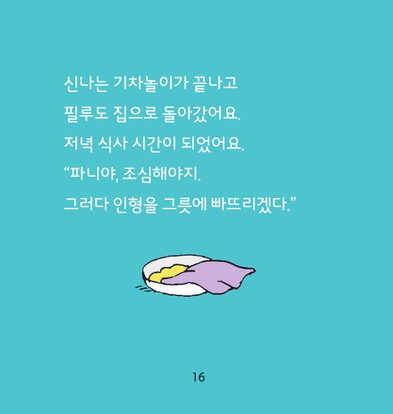 신나는 기차놀이가 끝나고
필루도 집으로 돌아갔어요.
저녁 식사 시간이 되었어요.
“파니야, 조심해야지.
그러다 인형을 그릇에 빠뜨리겠다.”
16